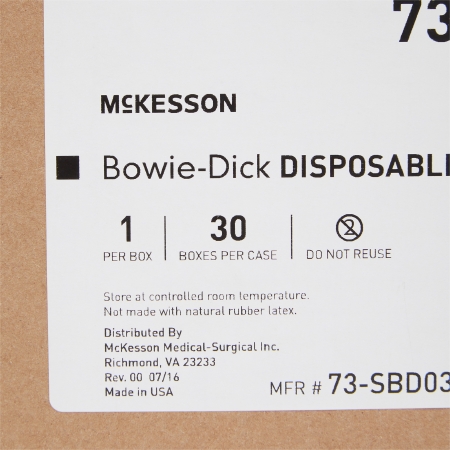 73
McKESSON
Bowie-Dick DISPOSABL
1 30
PER BOX BOXES PER CASE DO NOT REUSE
Store at controlled room temperature.
Not made with natural rubber latex.
Distributed By
McKesson Medical-Surgical Inc.
Richmond, VA 23233
Rev. 00 07/16
Made in USA
MFR # 73-SBD03